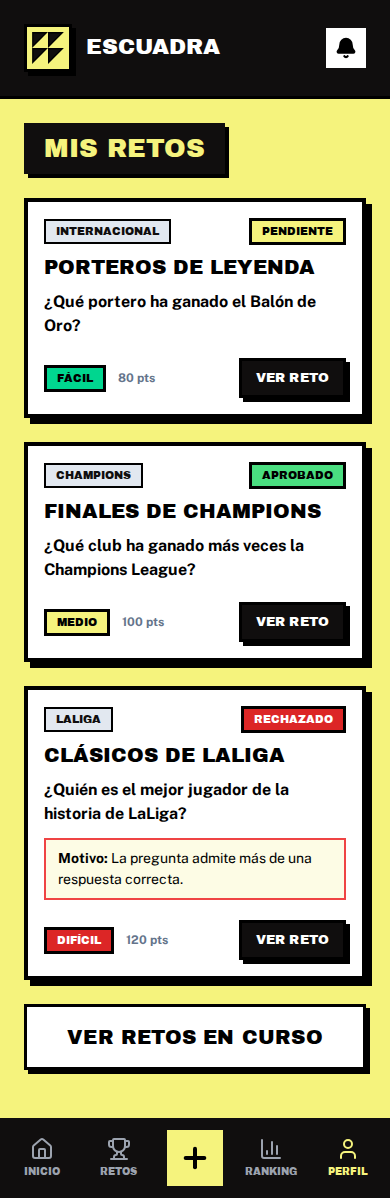 ESCUADRA
MIS RETOS
INTERNACIONAL
PENDIENTE
PORTEROS DE LEYENDA
¿Qué portero ha ganado el Balón de
Oro?
FÁCIL
80 pts
VER RETO
CHAMPIONS
APROBADO
FINALES DE CHAMPIONS
¿Qué club ha ganado más veces la
Champions League?
MEDIO
100 pts
VER RETO
LALIGA
RECHAZADO
CLÁSICOS DE LALIGA
¿Quién es el mejor jugador de la
historia de LaLiga?
Motivo: La pregunta admite más de una
respuesta correcta.
DIFÍCIL
120 pts
VER RETO
VER RETOS EN CURSO
INICIO
RETOS
RANKING
PERFIL